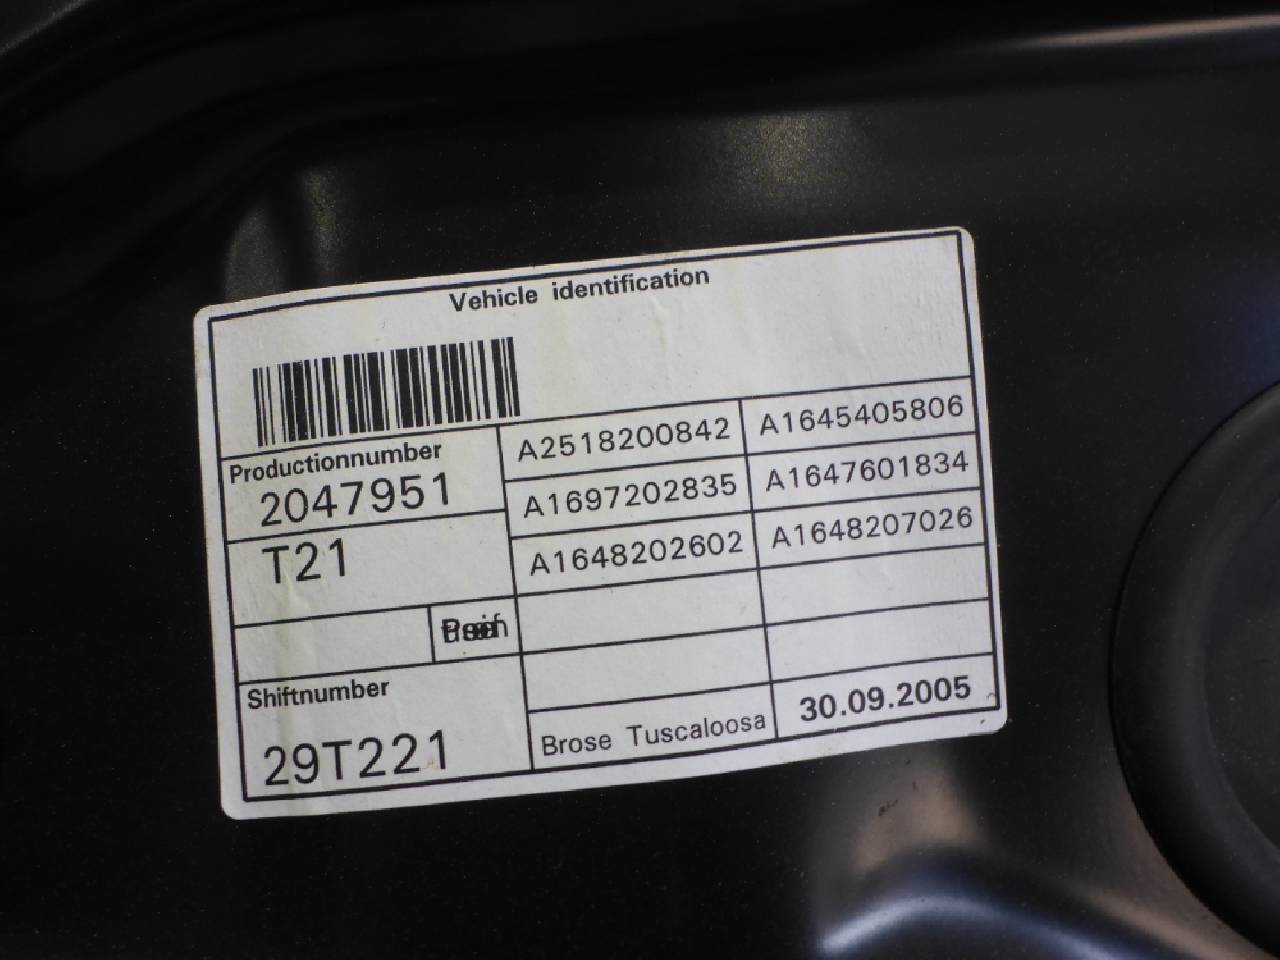 Vehicle identification
Productionnumber
2047951
T21
Shiftnumber
29T221
A2518200842 A1645405806
A1697202835 A1647601834
A1648202602 A1648207026
Brose Tuscaloosa 30.09.2005